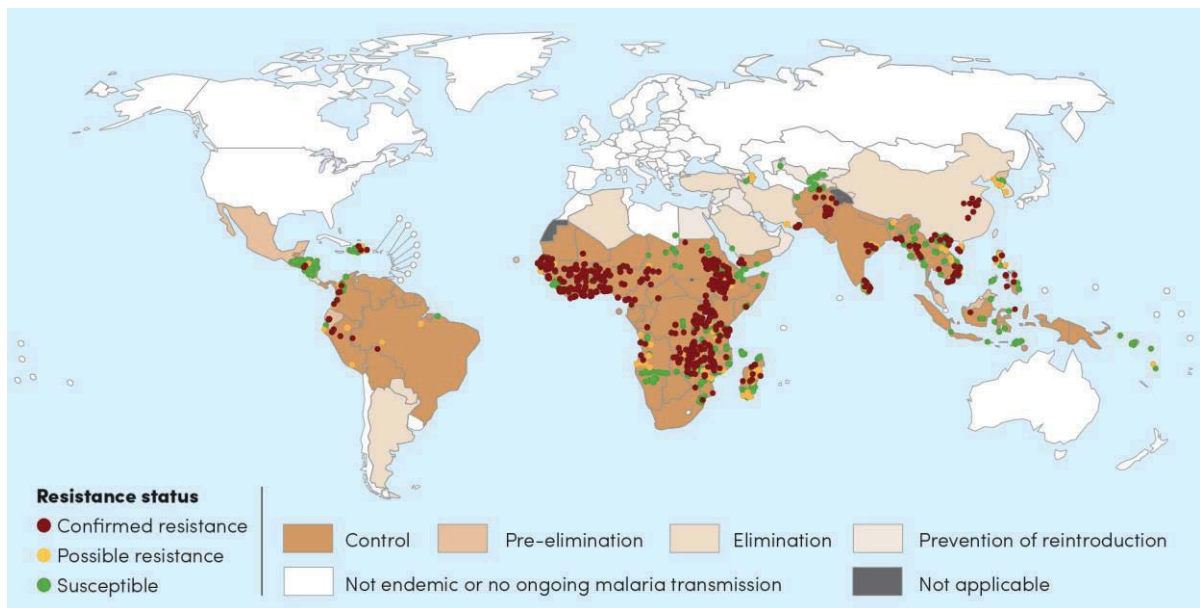 Resistance status
Confirmed resistance
Possible resistance
Susceptible
Control
Pre-elimination
Elimination
Prevention of reintroduction
Not endemic or no ongoing malaria transmission
Not applicable